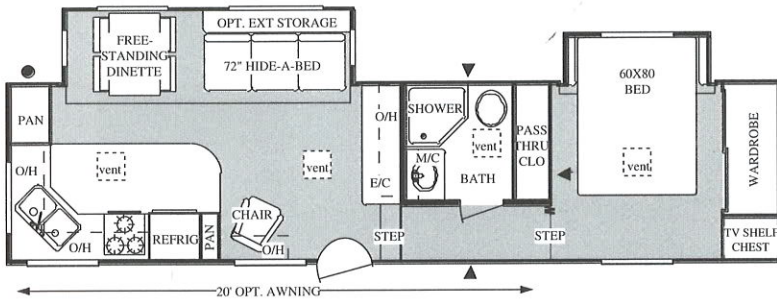 OPT. EXT STORAGE
FREE-
STANDING
DINETTE
72" HIDE-A-BED
60X80
BED
PAN
O/H
SHOWER
vent
PASS
THRU
CLO
WARDROBE
O/H
vent
vent
M/C
vent
E/C
BATH
CHAIR
O/H
REFRIG
PAN
O/H
STEP
STEP
TV SHELF
CHEST
20' OPT. AWNING